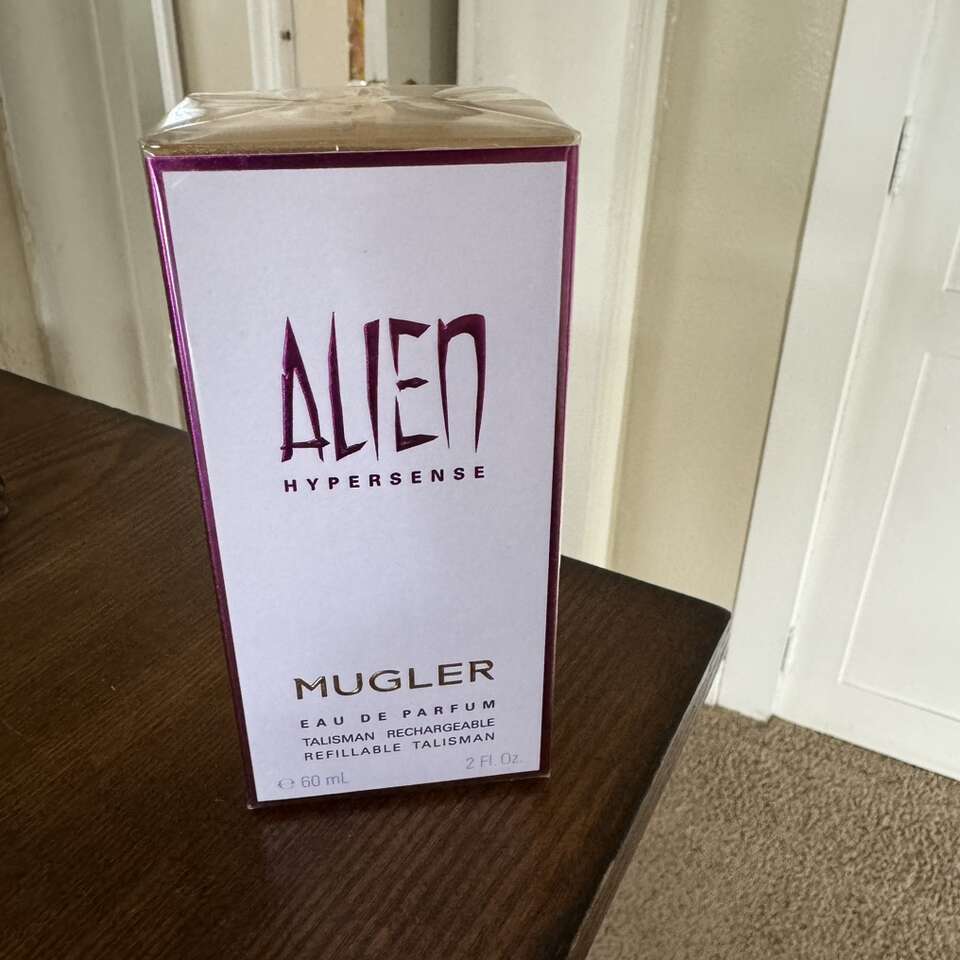 ALIEN
HYPERSENSE
MUGLER
EAU DE PARFUM
TALISMAN RECHARGEABLE
REFILLABLE TALISMAN
℮ 60 mL 2 Fl. Oz.